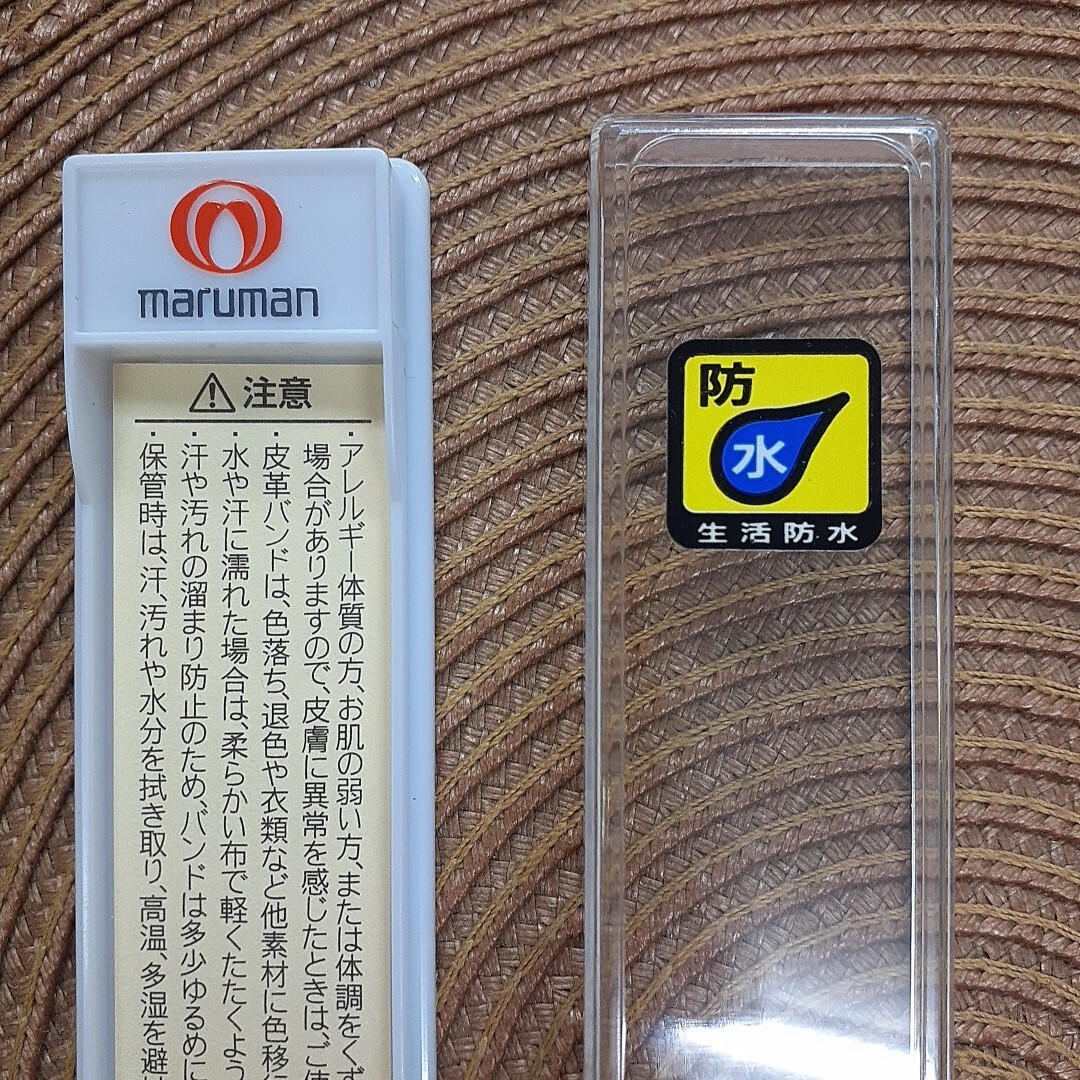 maruman
⚠ 注意
・アレルギー体質の方、お肌の弱い方、または体調をくず
場合がありますので、皮膚に異常を感じたときは、ご使
・皮革バンドは、色落ち、退色や衣類など他素材に色移
・水や汗に濡れた場合は、柔らかい布で軽くたたくよう
・汗や汚れの溜まり防止のため、バンドは多少ゆるめに
・保管時は、汗、汚れや水分を拭き取り、高温、多湿を避
防
水
生活防水